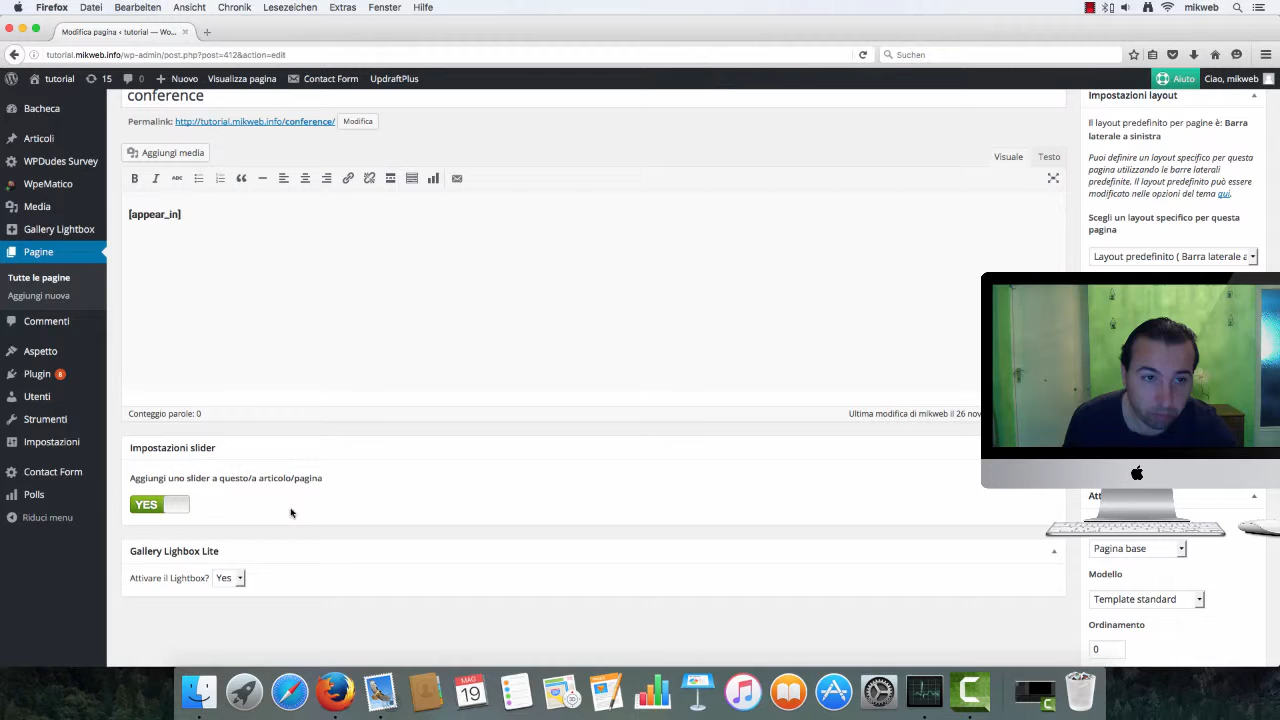 Firefox Datei Bearbeiten Ansicht Chronik Lesezeichen Extras Fenster Hilfe mikweb
Modifica pagina ‹ tutorial — Wo...
tutorial.mikweb.info/wp-admin/post.php?post=412&action=edit
Suchen
tutorial 15 0 Nuovo Visualizza pagina Contact Form UpdraftPlus Aiuto Ciao, mikweb
Bacheca
Articoli
WPDudes Survey
WpeMatico
Media
Gallery Lightbox
Pagine
Tutte le pagine
Aggiungi nuova
Commenti
Aspetto
Plugin 8
Utenti
Strumenti
Impostazioni
Contact Form
Polls
Riduci menu
conference
Permalink: http://tutorial.mikweb.info/conference/ Modifica
Aggiungi media
Visuale Testo
B I ABC
[appear_in]
Conteggio parole: 0
Ultima modifica di mikweb il 26 nov
Impostazioni slider
Aggiungi uno slider a questo/a articolo/pagina
YES
Gallery Lighbox Lite
Attivare il Lightbox? Yes
Impostazioni layout
Il layout predefinito per pagine è: Barra
laterale a sinistra
Puoi definire un layout specifico per questa
pagina utilizzando le barre laterali
predefinite. Il layout predefinito può essere
modificato nelle opzioni del tema qui.
Scegli un layout specifico per questa
pagina
Layout predefinito ( Barra laterale a
Att
Pagina base
Modello
Template standard
Ordinamento
0
MAG
19